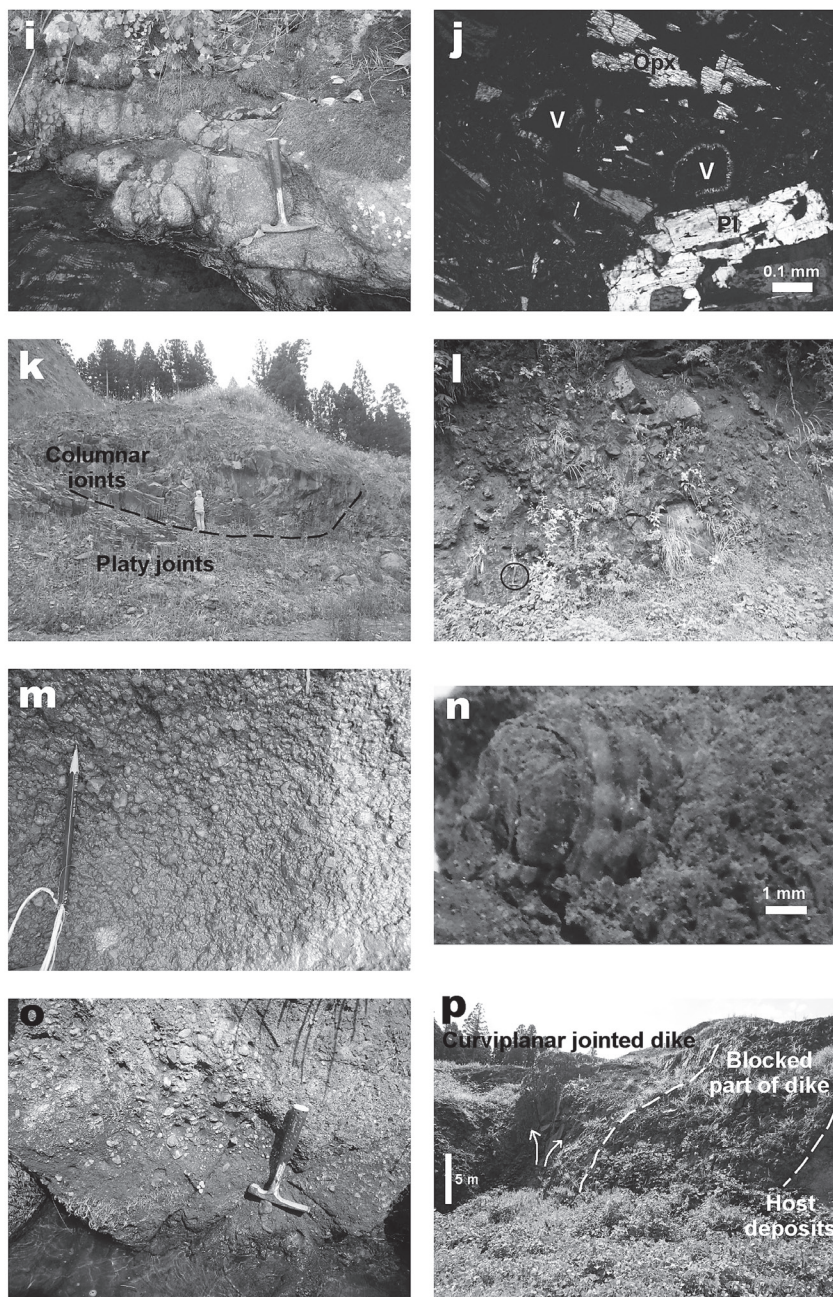 i
j
Opx
V
V
Pl
0.1 mm
k
Columnar
joints
Platy joints
l
m
n
1 mm
o
p
Curviplanar jointed dike
Blocked
part of dike
5 m
Host
deposits